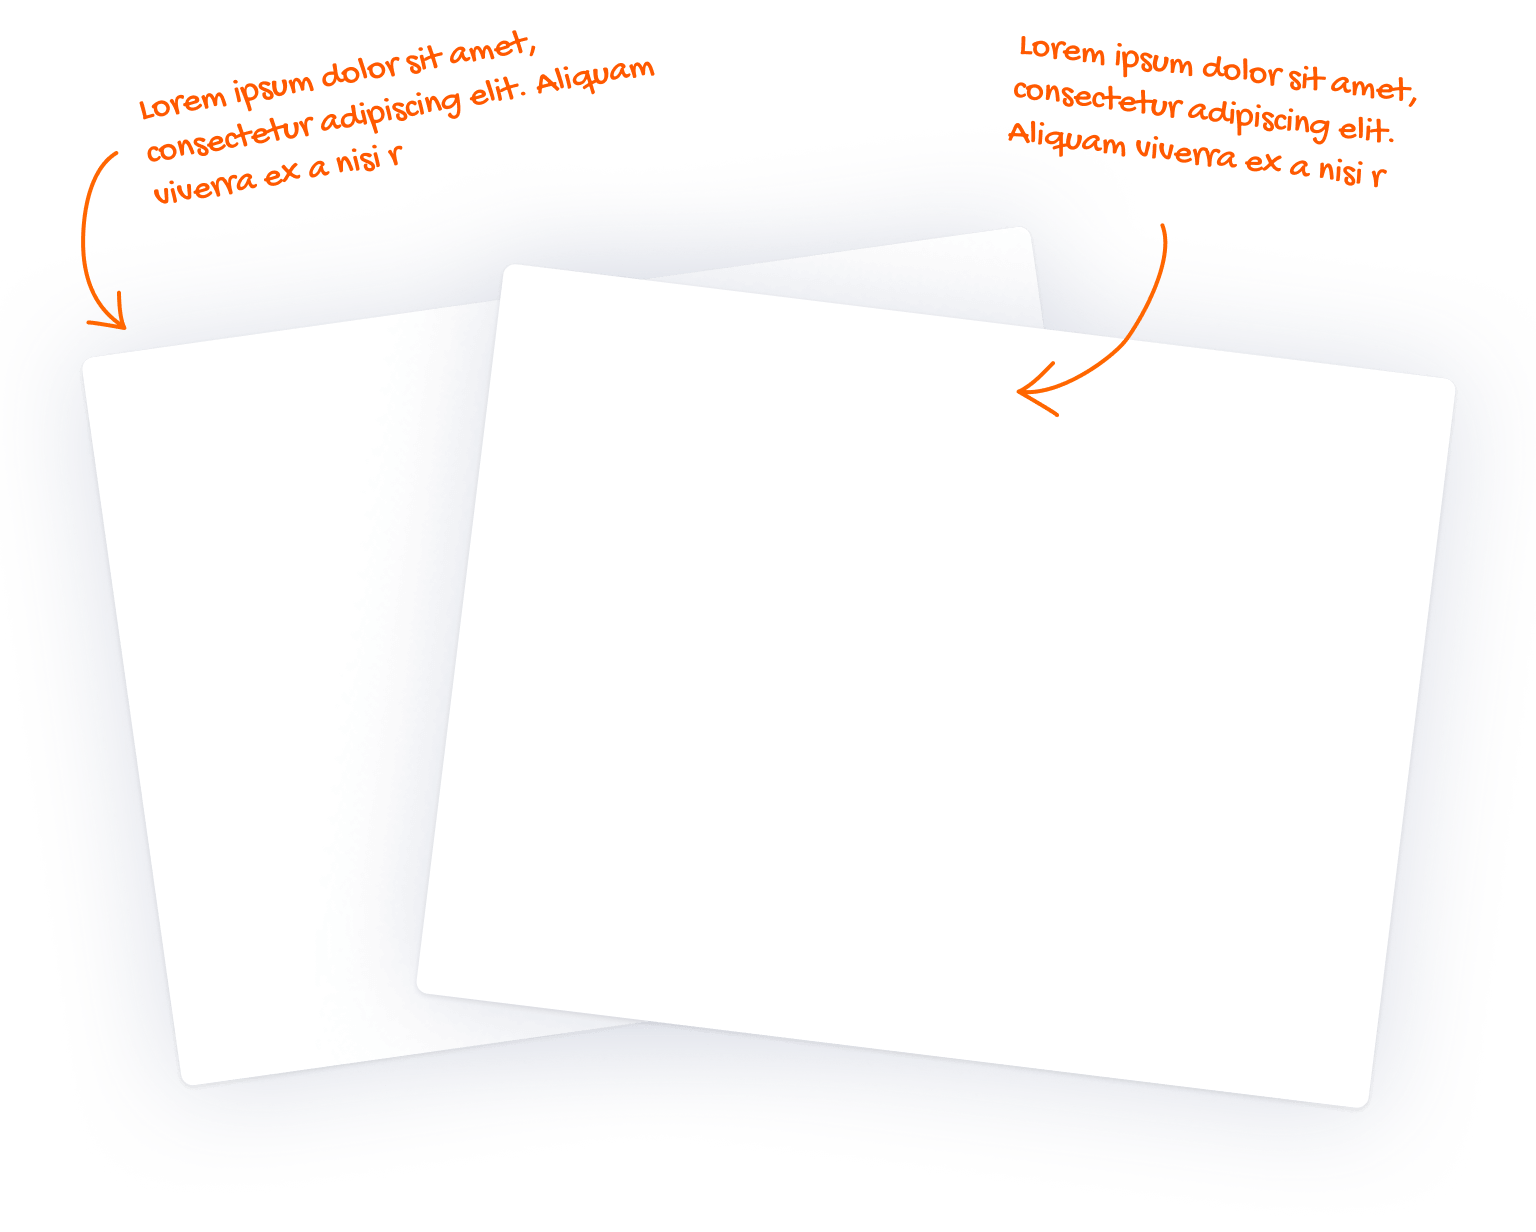 Lorem ipsum dolor sit amet,
consectetur adipiscing elit. Aliquam
viverra ex a nisi r
Lorem ipsum dolor sit amet,
consectetur adipiscing elit.
Aliquam viverra ex a nisi r